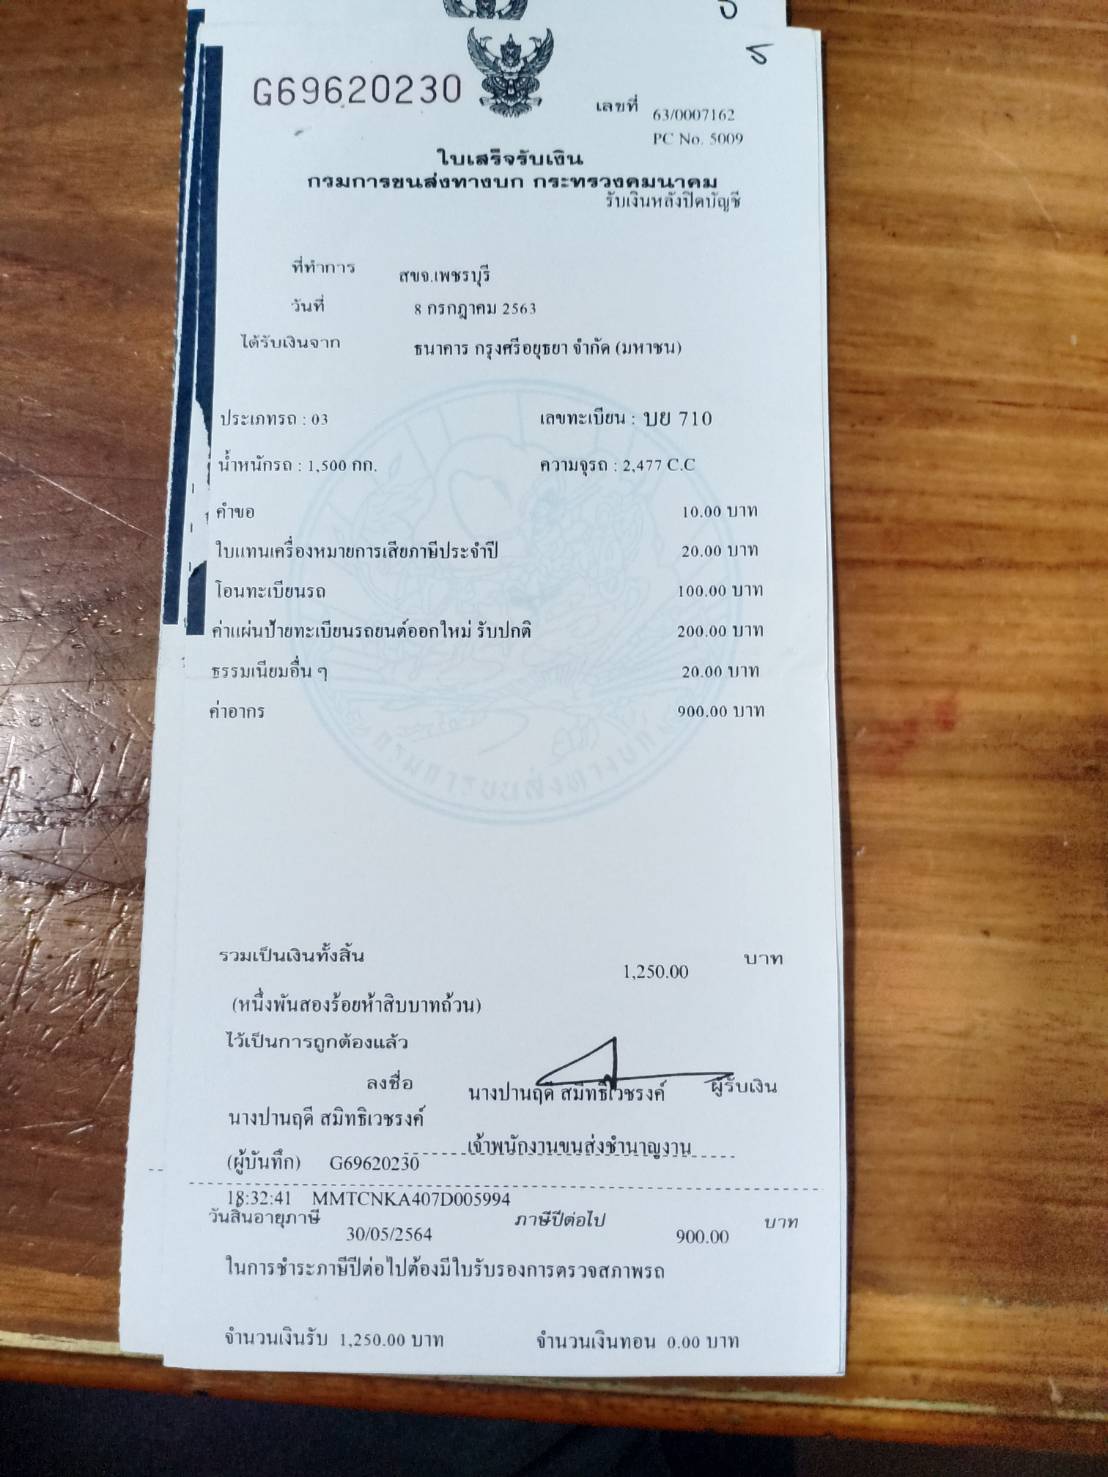 G69620230
เลขที่ 63/0007162
PC No. 5009
ใบเสร็จรับเงิน
กรมการขนส่งทางบก กระทรวงคมนาคม
รับเงินหลังปิดบัญชี
ที่ทำการ สขจ.เพชรบุรี
วันที่ 8 กรกฎาคม 2563
ได้รับเงินจาก ธนาคาร กรุงศรีอยุธยา จำกัด (มหาชน)
ประเภทรถ : 03 เลขทะเบียน : บย 710
น้ำหนักรถ : 1,500 กก. ความจุรถ : 2,477 C.C
คำขอ 10.00 บาท
ใบแทนเครื่องหมายการเสียภาษีประจำปี 20.00 บาท
โอนทะเบียนรถ 100.00 บาท
ค่าแผ่นป้ายทะเบียนรถยนต์ออกใหม่ รับปกติ 200.00 บาท
ธรรมเนียมอื่น ๆ 20.00 บาท
ค่าอากร 900.00 บาท
กรมการขนส่งทางบก
รวมเป็นเงินทั้งสิ้น 1,250.00 บาท
(หนึ่งพันสองร้อยห้าสิบบาทถ้วน)
ไว้เป็นการถูกต้องแล้ว
ลงชื่อ นางปานฤดี สมิทธิเวชรงค์ ผู้รับเงิน
นางปานฤดี สมิทธิเวชรงค์
เจ้าพนักงานขนส่งชำนาญงาน
(ผู้บันทึก) G69620230
18:32:41 MMTCNKA407D005994
วันสิ้นอายุภาษี 30/05/2564 ภาษีปีต่อไป 900.00 บาท
ในการชำระภาษีปีต่อไปต้องมีใบรับรองการตรวจสภาพรถ
จำนวนเงินรับ 1,250.00 บาท จำนวนเงินทอน 0.00 บาท